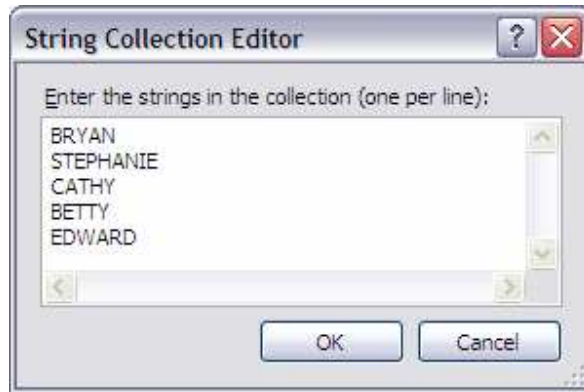 String Collection Editor
?
Enter the strings in the collection (one per line):
BRYAN
STEPHANIE
CATHY
BETTY
EDWARD
OK
Cancel